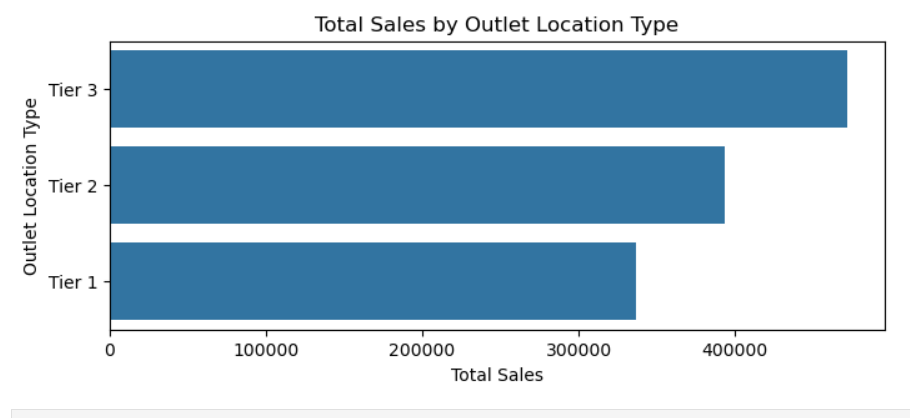 Total Sales by Outlet Location Type
Outlet Location Type
Tier 3
Tier 2
Tier 1
0 100000 200000 300000 400000
Total Sales